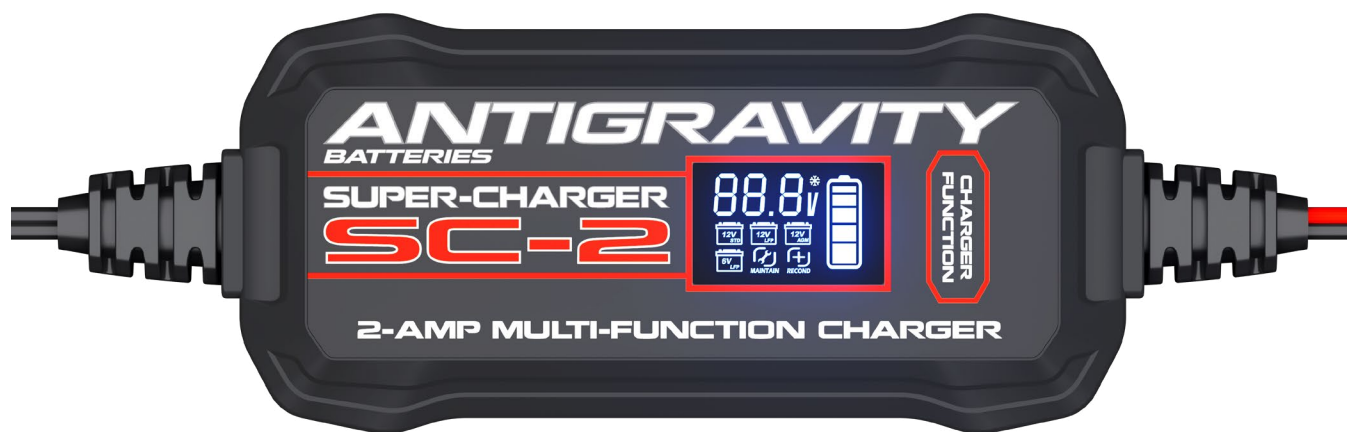 ANTIGRAVITY
BATTERIES
SUPER-CHARGER
SC-2
88.8V
12V STD
12V LFP
12V AGM
6V LFP
MAINTAIN
RECOND
CHARGER
FUNCTION
2-AMP MULTI-FUNCTION CHARGER